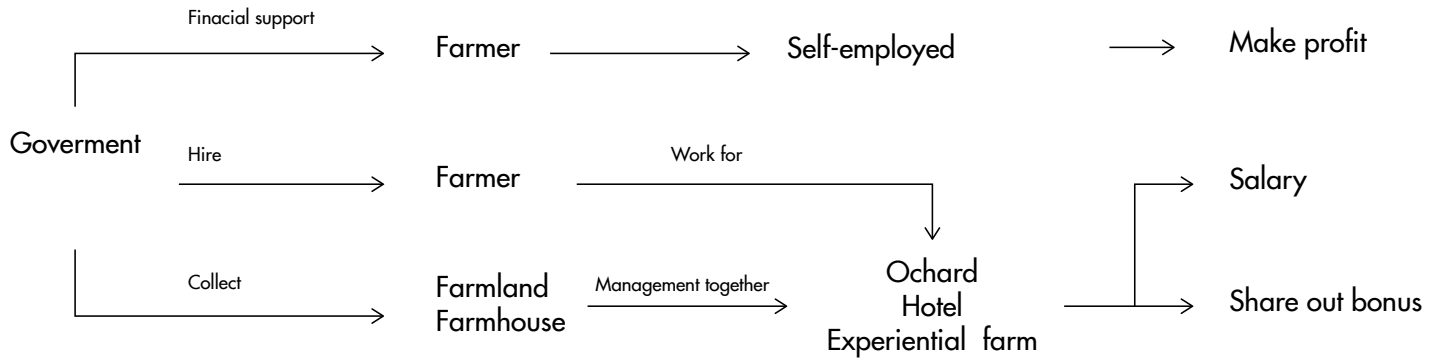 Finacial support
Farmer
Self-employed
Make profit
Goverment
Hire
Farmer
Work for
Salary
Collect
Farmland
Farmhouse
Management together
Ochard
Hotel
Experiential farm
Share out bonus